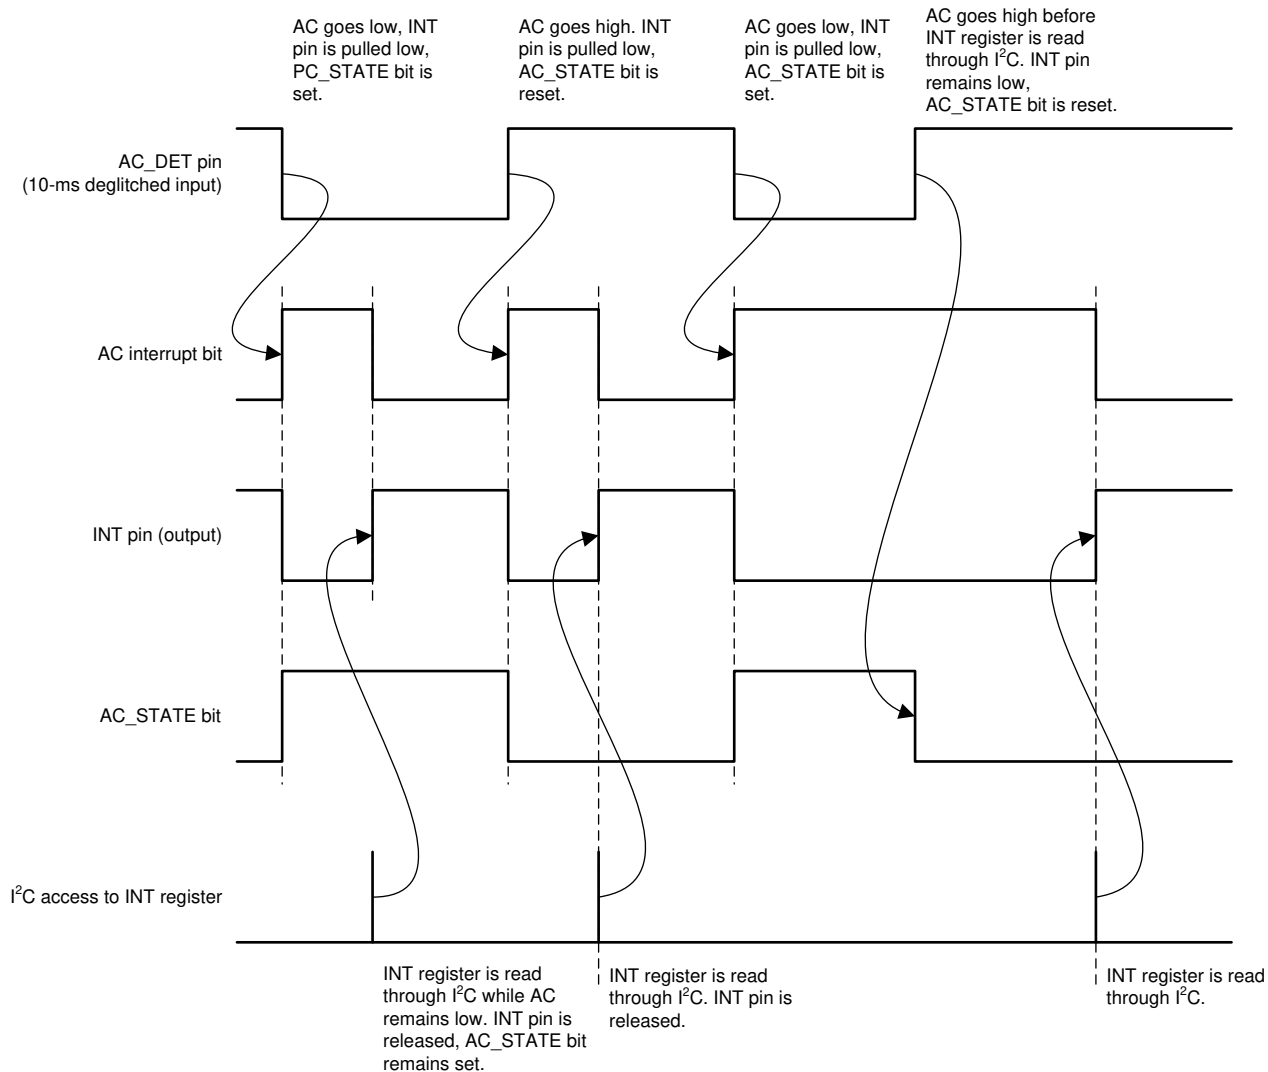 AC goes low, INT
pin is pulled low,
PC_STATE bit is
set.
AC goes high. INT
pin is pulled low,
AC_STATE bit is
reset.
AC goes low, INT
pin is pulled low,
AC_STATE bit is
set.
AC goes high before
INT register is read
through I²C. INT pin
remains low,
AC_STATE bit is reset.
AC_DET pin
(10-ms deglitched input)
AC interrupt bit
INT pin (output)
AC_STATE bit
I²C access to INT register
INT register is read
through I²C while AC
remains low. INT pin is
released, AC_STATE bit
remains set.
INT register is read
through I²C. INT pin is
released.
INT register is read
through I²C.